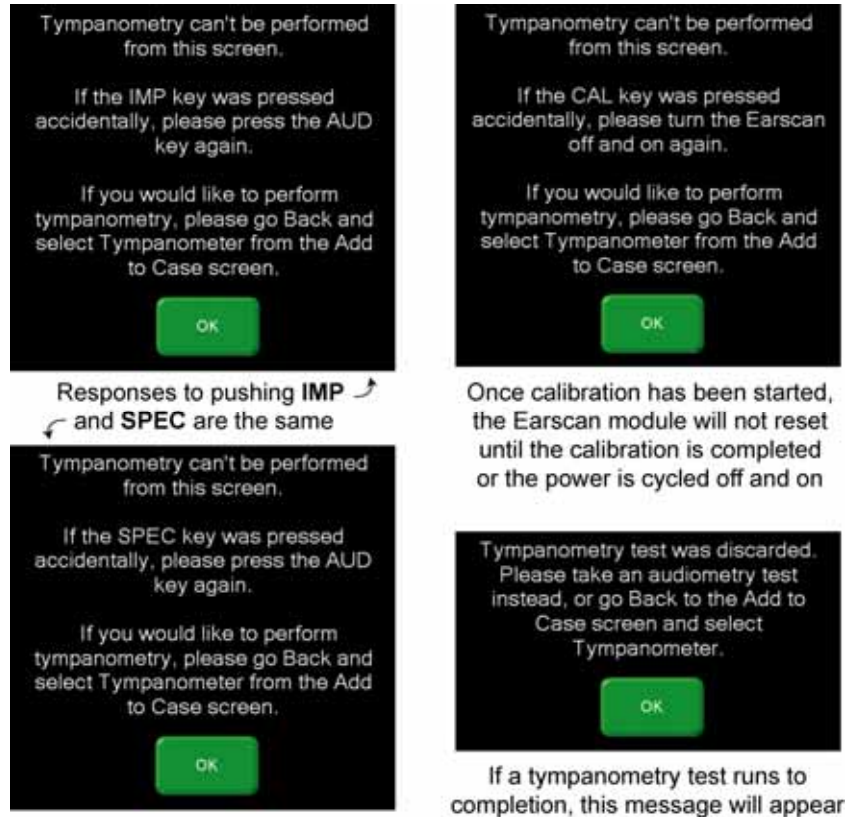 Tympanometry can't be performed
from this screen.
If the IMP key was pressed
accidentally, please press the AUD
key again.
If you would like to perform
tympanometry, please go Back and
select Tympanometer from the Add
to Case screen.
OK
Responses to pushing IMP
and SPEC are the same
Tympanometry can't be performed
from this screen.
If the SPEC key was pressed
accidentally, please press the AUD
key again.
If you would like to perform
tympanometry, please go Back and
select Tympanometer from the Add
to Case screen.
OK
Tympanometry can't be performed
from this screen.
If the CAL key was pressed
accidentally, please turn the Earscan
off and on again.
If you would like to perform
tympanometry, please go Back and
select Tympanometer from the Add
to Case screen.
OK
Once calibration has been started,
the Earscan module will not reset
until the calibration is completed
or the power is cycled off and on
Tympanometry test was discarded.
Please take an audiometry test
instead, or go Back to the Add to
Case screen and select
Tympanometer.
OK
If a tympanometry test runs to
completion, this message will appear